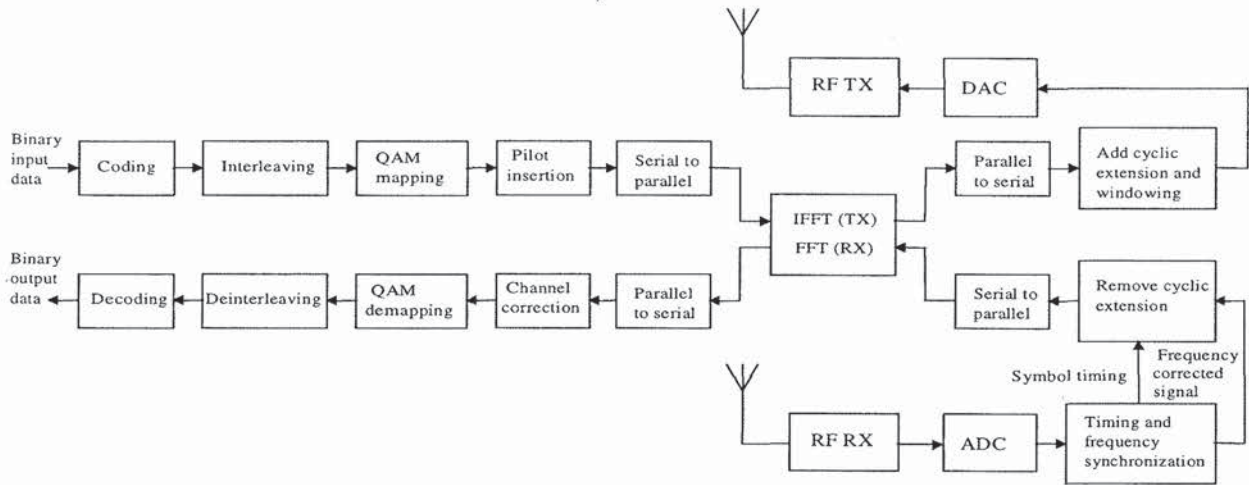 RF TX
DAC
Binary
input
data
Coding
Interleaving
QAM
mapping
Pilot
insertion
Serial to
parallel
Parallel
to serial
Add cyclic
extension and
windowing
IFFT (TX)
FFT (RX)
Binary
output
data
Decoding
Deinterleaving
QAM
demapping
Channel
correction
Parallel
to serial
Serial to
parallel
Remove cyclic
extension
Symbol timing
Frequency
corrected
signal
RF RX
ADC
Timing and
frequency
synchronization